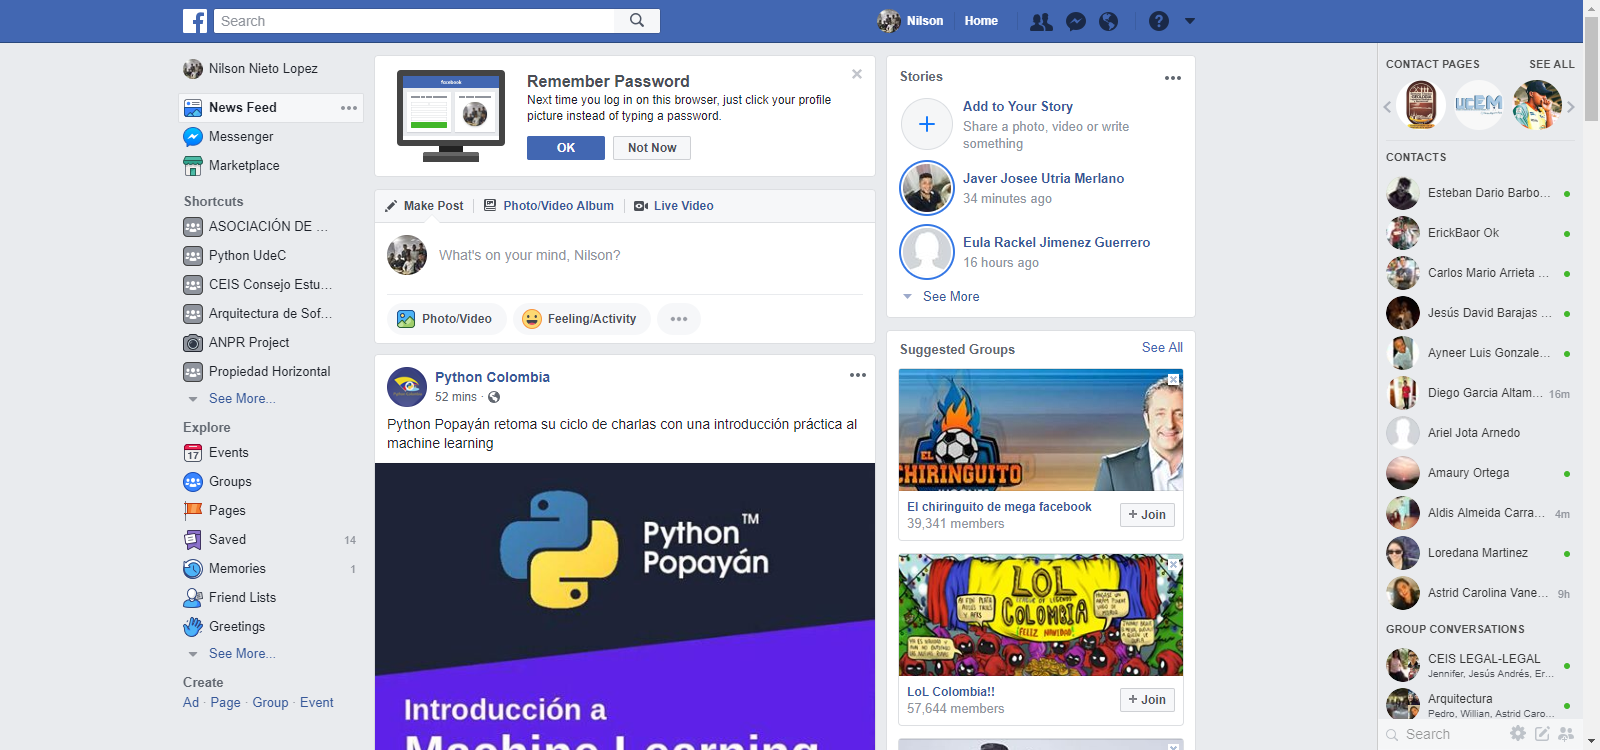 Search
Nilson
Home
Nilson Nieto Lopez
News Feed
Messenger
Marketplace
Shortcuts
ASOCIACIÓN DE ...
Python UdeC
CEIS Consejo Estu...
Arquitectura de Sof...
ANPR Project
Propiedad Horizontal
See More...
Explore
17
Events
Groups
Pages
Saved 14
Memories 1
Friend Lists
Greetings
See More...
Create
Ad · Page · Group · Event
facebook
Remember Password
Next time you log in on this browser, just click your profile
picture instead of typing a password.
OK
Not Now
Make Post
Photo/Video Album
Live Video
What's on your mind, Nilson?
Photo/Video
Feeling/Activity
Python Colombia
52 mins ·
Python Popayán retoma su ciclo de charlas con una introducción práctica al
machine learning
Python™
Popayán
Introducción a
Machine Learning
Stories
Add to Your Story
Share a photo, video or write
something
Javer Josee Utria Merlano
34 minutes ago
Eula Rackel Jimenez Guerrero
16 hours ago
See More
Suggested Groups
See All
EL
CHIRINGUITO
El chiringuito de mega facebook
39,341 members
+ Join
LOL
COLOMBIA
¡FELIZ NAVIDAD!
LoL Colombia!!
57,644 members
+ Join
CONTACT PAGES
SEE ALL
UCEM
CONTACTS
Esteban Dario Barbo...
ErickBaor Ok
Carlos Mario Arrieta ...
Jesús David Barajas ...
Ayneer Luis Gonzale...
Diego Garcia Altam... 16m
Ariel Jota Arnedo
Amaury Ortega
Aldis Almeida Carra... 4m
Loredana Martinez
Astrid Carolina Vane... 9h
GROUP CONVERSATIONS
CEIS LEGAL-LEGAL
Jennifer, Jesús Andrés, Er...
Arquitectura
Pedro, Willian, Astrid Caro...
Search